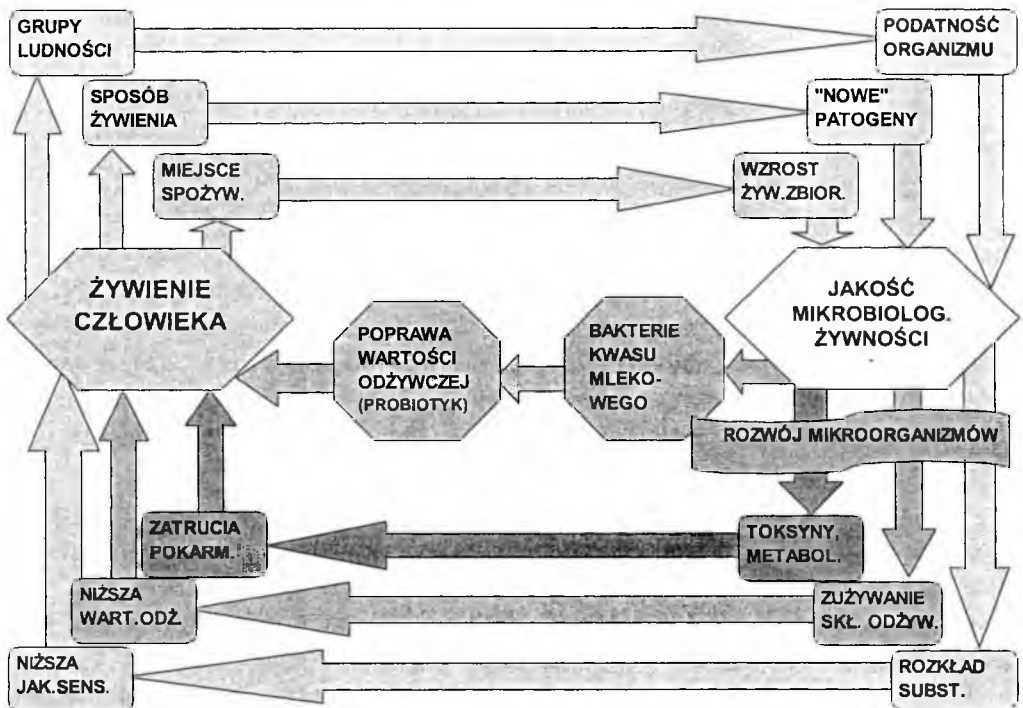 GRUPY
LUDNOŚCI
PODATNOŚĆ
ORGANIZMU
SPOSÓB
ŻYWIENIA
"NOWE"
PATOGENY
MIEJSCE
SPOŻYW.
WZROST
ŻYW.ZBIOR.
ŻYWIENIE
CZŁOWIEKA
POPRAWA
WARTOŚCI
ODŻYWCZEJ
(PROBIOTYK)
BAKTERIE
KWASU
MLEKO-
WEGO
JAKOŚĆ
MIKROBIOLOG.
ŻYWNOŚCI
ROZWÓJ MIKROORGANIZMÓW
ZATRUCIA
POKARM.
TOKSYNY,
METABOL.
NIŻSZA
WART.ODŻ.
ZUŻYWANIE
SKŁ. ODŻYW.
NIŻSZA
JAK.SENS.
ROZKŁAD
SUBST.